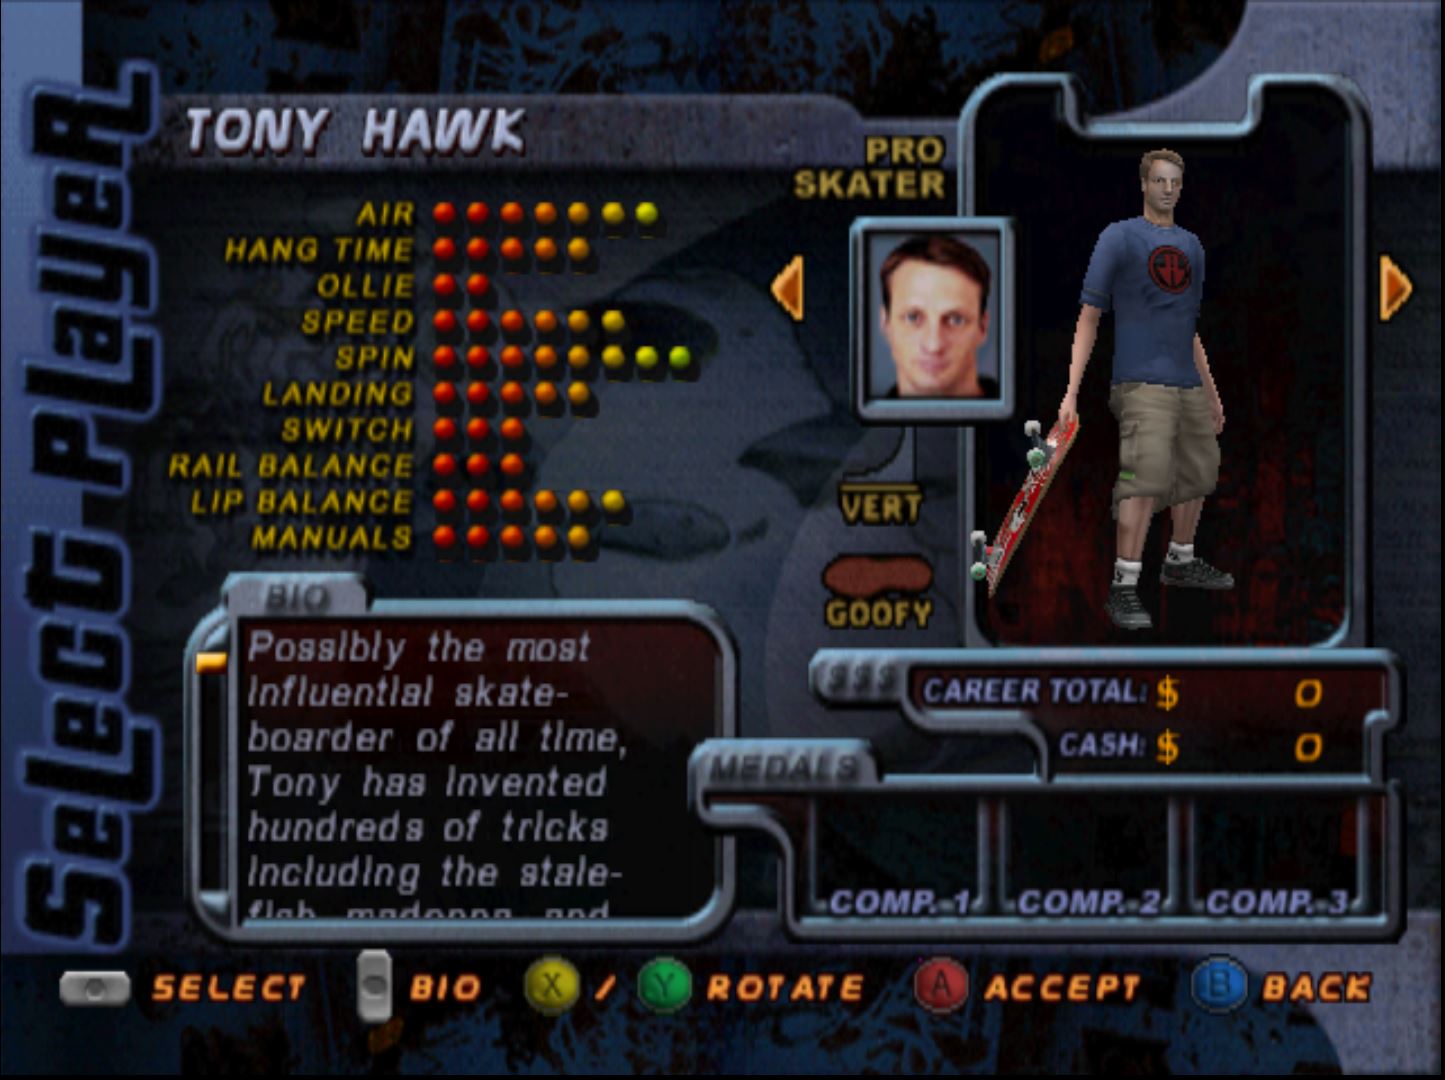 Select Player
TONY HAWK
PRO
SKATER
AIR
HANG TIME
OLLIE
SPEED
SPIN
LANDING
SWITCH
RAIL BALANCE
LIP BALANCE
MANUALS
VERT
GOOFY
BIO
Possibly the most
influential skate-
boarder of all time,
Tony has invented
hundreds of tricks
including the stale-
fish, madonna, and
$$$
CAREER TOTAL: $ 0
CASH: $ 0
MEDALS
COMP. 1 COMP. 2 COMP. 3
SELECT BIO X / Y ROTATE A ACCEPT B BACK